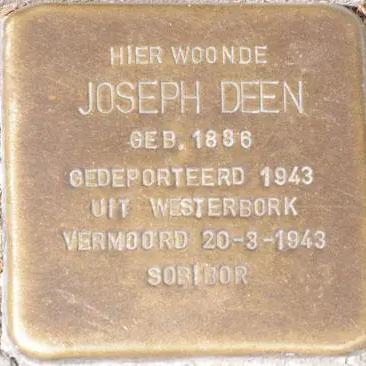 HIER WOONDE
JOSEPH DEEN
GEB. 1886
GEDEPORTEERD 1943
UIT WESTERBORK
VERMOORD 20-3-1943
SOBIBOR